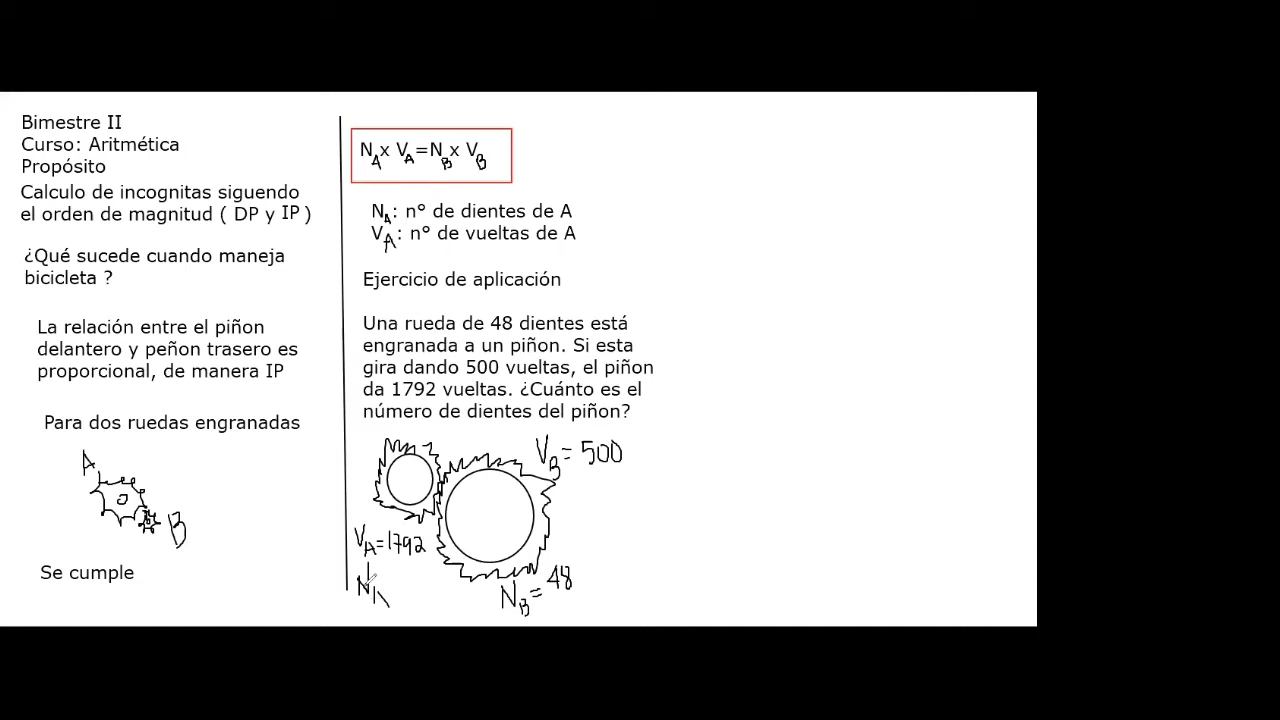 Bimestre II
Curso: Aritmética
Propósito
Calculo de incognitas siguendo
el orden de magnitud ( DP y IP )
¿Qué sucede cuando maneja
bicicleta ?
La relación entre el piñon
delantero y peñon trasero es
proporcional, de manera IP
Para dos ruedas engranadas
A
B
Se cumple
NA x VA = NB x VB
NA: n° de dientes de A
VA: n° de vueltas de A
Ejercicio de aplicación
Una rueda de 48 dientes está
engranada a un piñon. Si esta
gira dando 500 vueltas, el piñon
da 1792 vueltas. ¿Cuánto es el
número de dientes del piñon?
VB = 500
VA = 1792
NB = 48